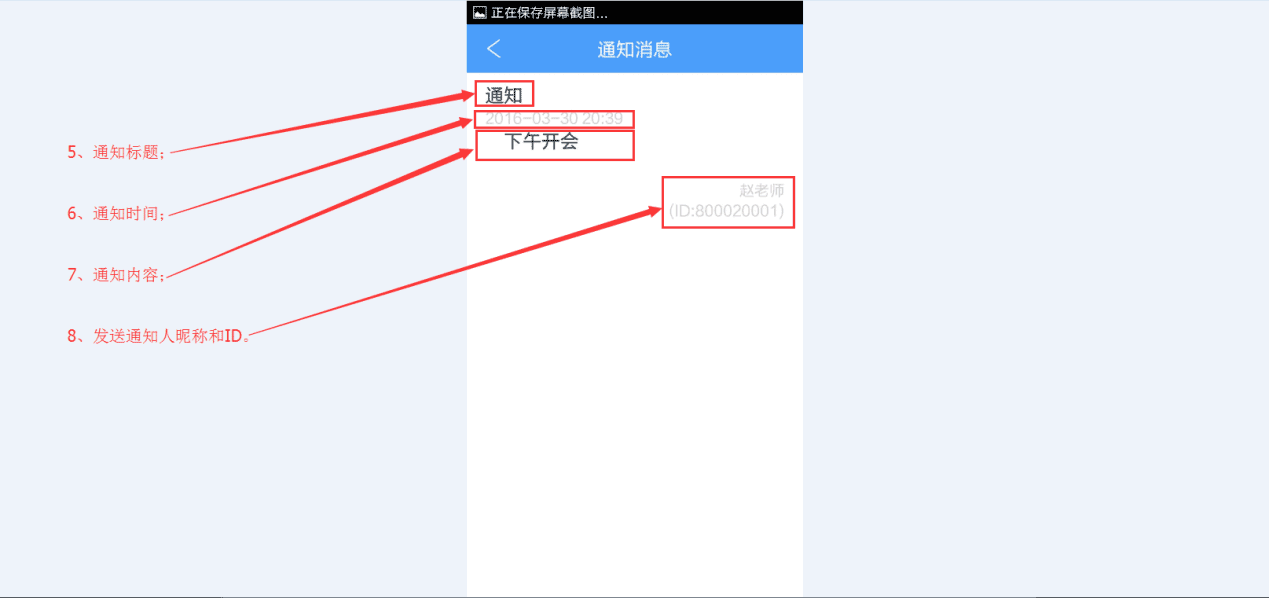 正在保存屏幕截图...
通知消息
通知
2016-03-30 20:39
下午开会
赵老师
(ID:800020001)
5、通知标题;
6、通知时间;
7、通知内容;
8、发送通知人昵称和ID。